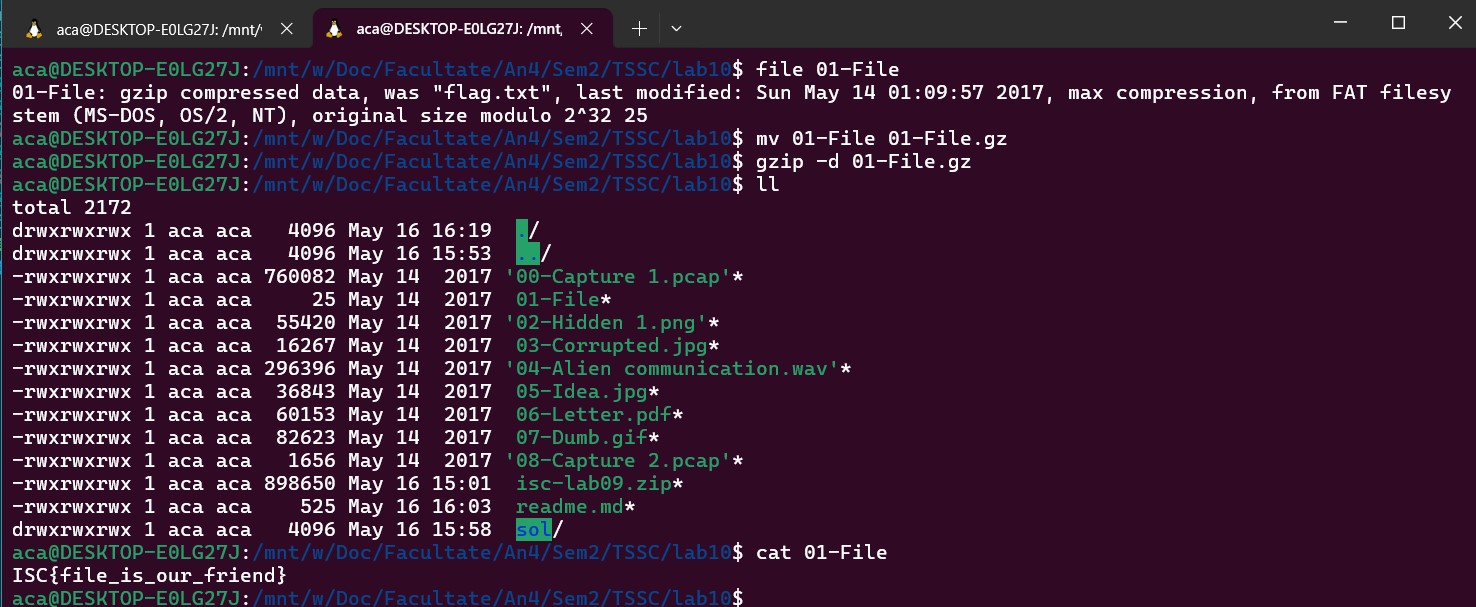 aca@DESKTOP-E0LG27J: /mnt/
aca@DESKTOP-E0LG27J: /mnt,
aca@DESKTOP-E0LG27J:/mnt/w/Doc/Facultate/An4/Sem2/TSSC/lab10$ file 01-File
01-File: gzip compressed data, was "flag.txt", last modified: Sun May 14 01:09:57 2017, max compression, from FAT filesy
stem (MS-DOS, OS/2, NT), original size modulo 2^32 25
aca@DESKTOP-E0LG27J:/mnt/w/Doc/Facultate/An4/Sem2/TSSC/lab10$ mv 01-File 01-File.gz
aca@DESKTOP-E0LG27J:/mnt/w/Doc/Facultate/An4/Sem2/TSSC/lab10$ gzip -d 01-File.gz
aca@DESKTOP-E0LG27J:/mnt/w/Doc/Facultate/An4/Sem2/TSSC/lab10$ ll
total 2172
drwxrwxrwx 1 aca aca   4096 May 16 16:19  ./
drwxrwxrwx 1 aca aca   4096 May 16 15:53  ../
-rwxrwxrwx 1 aca aca 760082 May 14  2017 '00-Capture 1.pcap'*
-rwxrwxrwx 1 aca aca     25 May 14  2017  01-File*
-rwxrwxrwx 1 aca aca  55420 May 14  2017 '02-Hidden 1.png'*
-rwxrwxrwx 1 aca aca  16267 May 14  2017  03-Corrupted.jpg*
-rwxrwxrwx 1 aca aca 296396 May 14  2017 '04-Alien communication.wav'*
-rwxrwxrwx 1 aca aca  36843 May 14  2017  05-Idea.jpg*
-rwxrwxrwx 1 aca aca  60153 May 14  2017  06-Letter.pdf*
-rwxrwxrwx 1 aca aca  82623 May 14  2017  07-Dumb.gif*
-rwxrwxrwx 1 aca aca   1656 May 14  2017 '08-Capture 2.pcap'*
-rwxrwxrwx 1 aca aca 898650 May 16 15:01  isc-lab09.zip*
-rwxrwxrwx 1 aca aca    525 May 16 16:03  readme.md*
drwxrwxrwx 1 aca aca   4096 May 16 15:58  sol/
aca@DESKTOP-E0LG27J:/mnt/w/Doc/Facultate/An4/Sem2/TSSC/lab10$ cat 01-File
ISC{file_is_our_friend}
aca@DESKTOP-E0LG27J:/mnt/w/Doc/Facultate/An4/Sem2/TSSC/lab10$